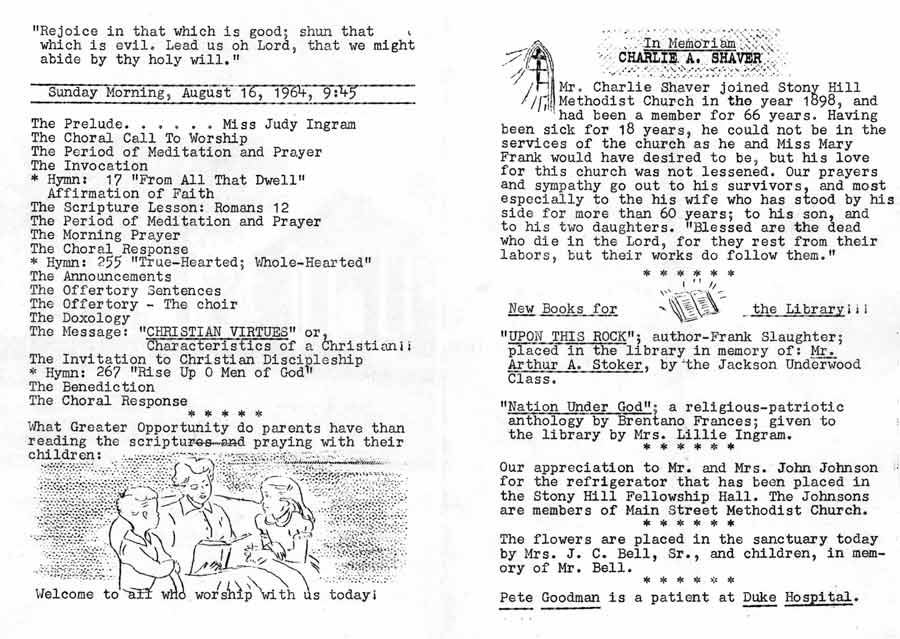 "Rejoice in that which is good; shun that
which is evil. Lead us oh Lord, that we might
abide by thy holy will."
Sunday Morning, August 16, 1964, 9:45
The Prelude. . . . . . Miss Judy Ingram
The Choral Call To Worship
The Period of Meditation and Prayer
The Invocation
* Hymn: 17 "From All That Dwell"
Affirmation of Faith
The Scripture Lesson: Romans 12
The Period of Meditation and Prayer
The Morning Prayer
The Choral Response
* Hymn: 255 "True-Hearted; Whole-Hearted"
The Announcements
The Offertory Sentences
The Offertory - The choir
The Doxology
The Message: "CHRISTIAN VIRTUES" or,
Characteristics of a Christian¡¡
The Invitation to Christian Discipleship
* Hymn: 267 "Rise Up O Men of God"
The Benediction
The Choral Response
* * * * *
What Greater Opportunity do parents have than
reading the scriptures and praying with their
children:
Welcome to all who worship with us today¡
In Memoriam
CHARLIE A. SHAVER
Mr. Charlie Shaver joined Stony Hill
Methodist Church in the year 1898, and
had been a member for 66 years. Having
been sick for 18 years, he could not be in the
services of the church as he and Miss Mary
Frank would have desired to be, but his love
for this church was not lessened. Our prayers
and sympathy go out to his survivors, and most
especially to the his wife who has stood by his
side for more than 60 years; to his son, and
to his two daughters. "Blessed are the dead
who die in the Lord, for they rest from their
labors, but their works do follow them."
* * * * * *
New Books for the Library¡¡¡
"UPON THIS ROCK"; author-Frank Slaughter;
placed in the library in memory of: Mr.
Arthur A. Stoker, by the Jackson Underwood
Class.
"Nation Under God"; a religious-patriotic
anthology by Brentano Frances; given to
the library by Mrs. Lillie Ingram.
* * * * * *
Our appreciation to Mr. and Mrs. John Johnson
for the refrigerator that has been placed in
the Stony Hill Fellowship Hall. The Johnsons
are members of Main Street Methodist Church.
* * * * * *
The flowers are placed in the sanctuary today
by Mrs. J. C. Bell, Sr., and children, in mem-
ory of Mr. Bell.
* * * * * *
Pete Goodman is a patient at Duke Hospital.